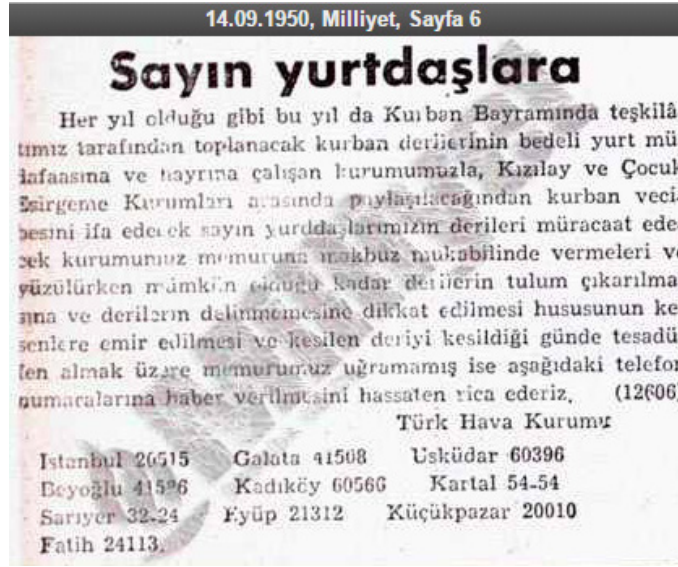 14.09.1950, Milliyet, Sayfa 6
Sayın yurtdaşlara
Her yıl olduğu gibi bu yıl da Kurban Bayramında teşkilâ-
tımız tarafından toplanacak kurban derilerinin bedeli yurt mü
dafaasına ve hayrına çalışan kurumumuzla, Kızılay ve Çocuk
Esirgeme Kurumları arasında paylaşılacağından kurban veci
besini ifa edecek sayın yurddaşlarımızın derileri müracaat ede
cek kurumumuz memuruna makbuz mukabilinde vermeleri ve
yüzülürken mümkün olduğu kadar derilerin tulum çıkarılma
sına ve derilerin delinmemesine dikkat edilmesi hususunun ke
senlere emir edilmesi ve kesilen deriyi kesildiği günde tesadü
fen almak üzere memurumuz uğramamış ise aşağıdaki telefon
numaralarına haber verilmesini hassaten rica ederiz. (12606)
Türk Hava Kurumu
Istanbul 20515 Galata 41508 Usküdar 60396
Beyoğlu 41596 Kadıköy 60566 Kartal 54-54
Sarıyer 32-24 Eyüp 21312 Küçükpazar 20010
Fatih 24113.